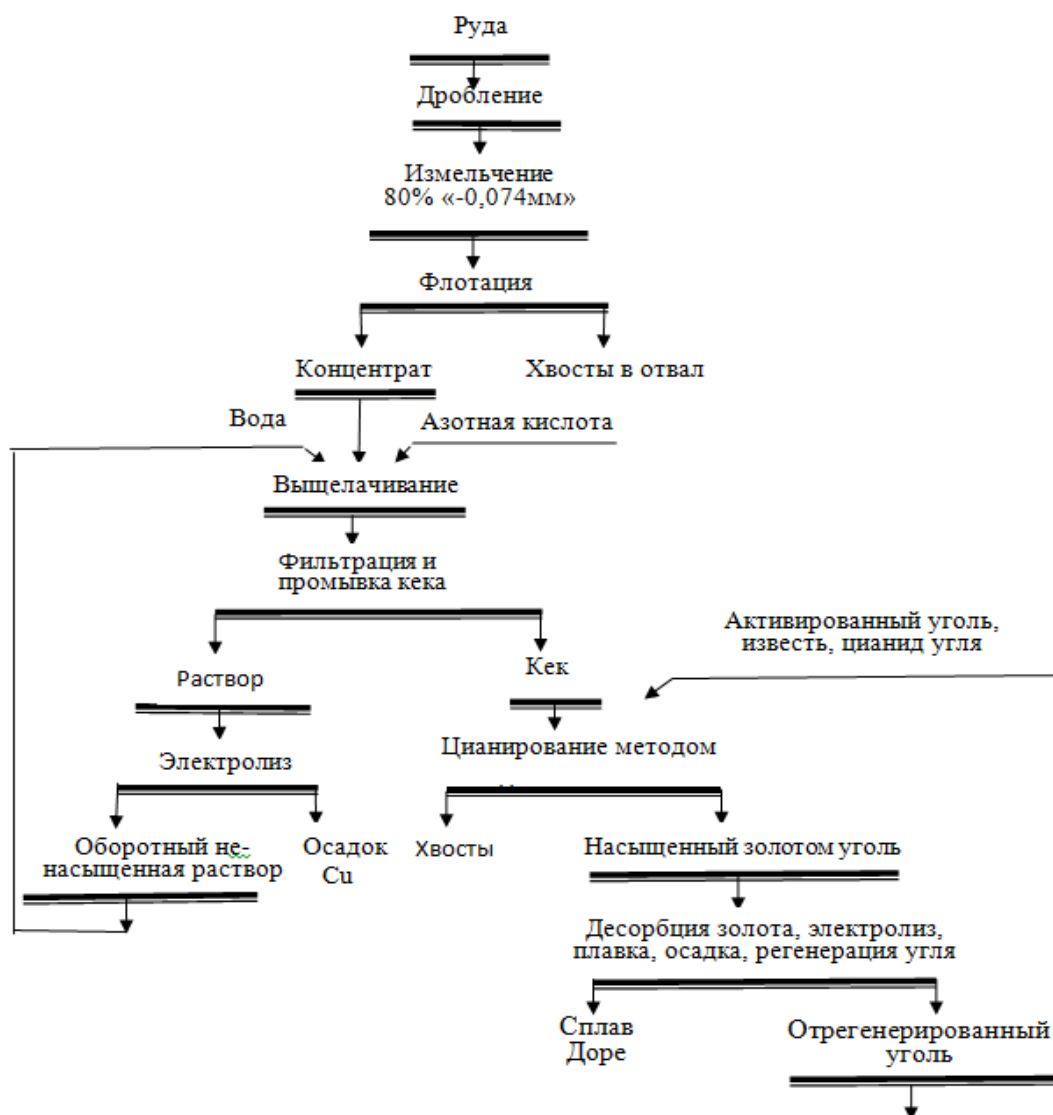 Руда
Дробление
Измельчение
80% «-0,074мм»
Флотация
Концентрат
Хвосты в отвал
Вода
Азотная кислота
Выщелачивание
Фильтрация и
промывка кека
Активированный уголь,
известь, цианид угля
Раствор
Кек
Электролиз
Цианирование методом
Оборотный не-
насыщенная раствор
Осадок
Cu
Хвосты
Насыщенный золотом уголь
Десорбция золота, электролиз,
плавка, осадка, регенерация угля
Сплав
Доре
Отрегенерированный
уголь